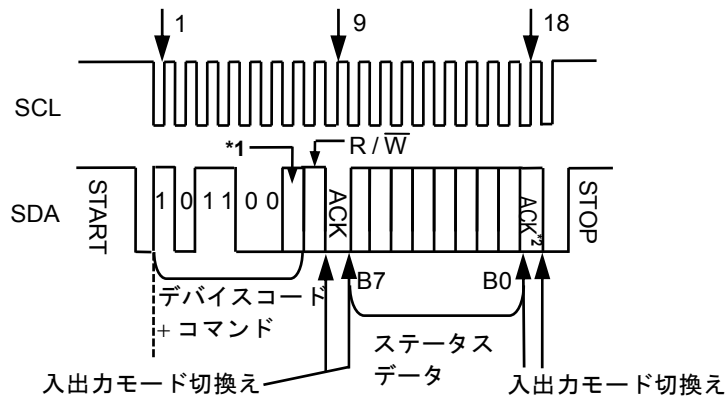 1 9 18
SCL
*1 R / W̅
SDA START 1 0 1 1 0 0 ACK ACK*2 STOP
B7 B0
デバイスコード
+ コマンド
ステータス
データ
入出力モード切換え 入出力モード切換え